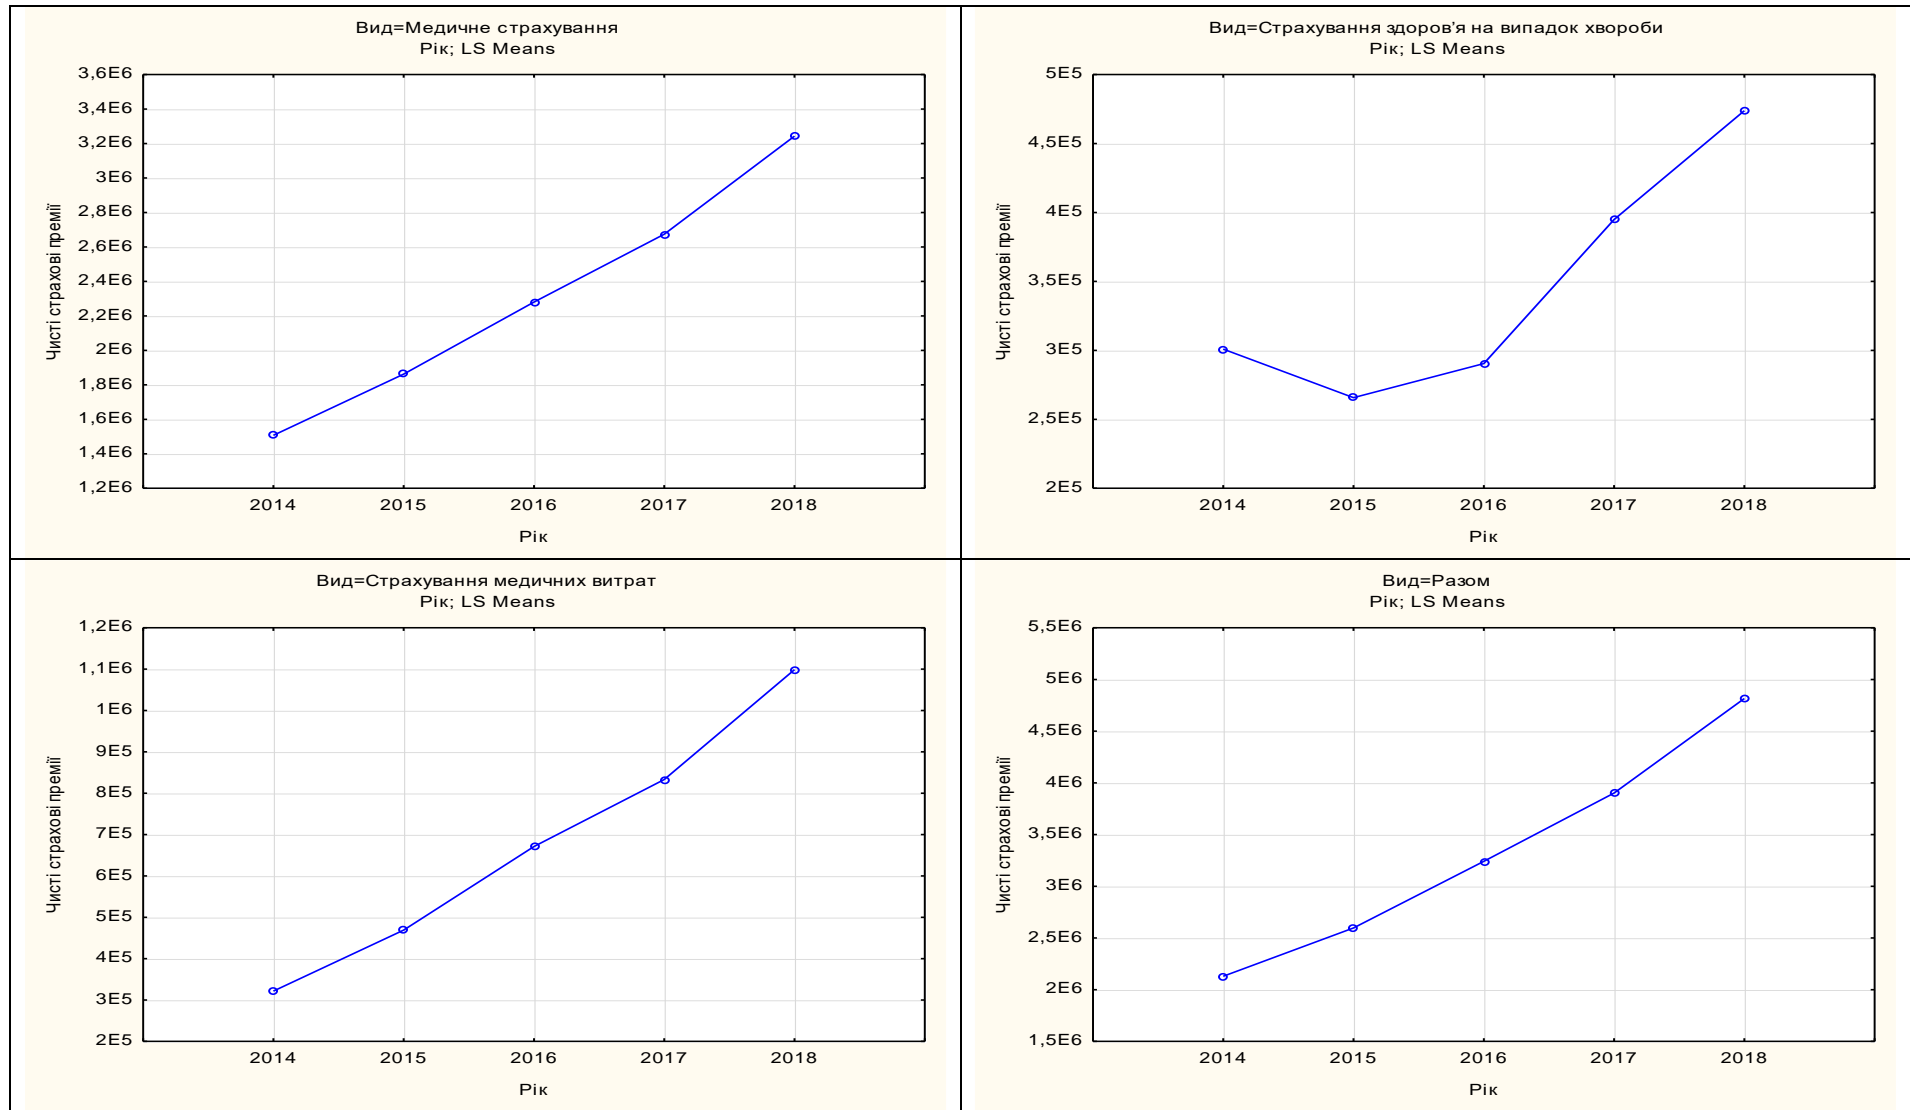 Вид=Медичне страхування
Рік; LS Means
3,6E6
3,4E6
3,2E6
3E6
2,8E6
2,6E6
2,4E6
2,2E6
2E6
1,8E6
1,6E6
1,4E6
1,2E6
Чисті страхові премії
2014 2015 2016 2017 2018
Рік
Вид=Страхування здоров'я на випадок хвороби
Рік; LS Means
5E5
4,5E5
4E5
3,5E5
3E5
2,5E5
2E5
Чисті страхові премії
2014 2015 2016 2017 2018
Рік
Вид=Страхування медичних витрат
Рік; LS Means
1,2E6
1,1E6
1E6
9E5
8E5
7E5
6E5
5E5
4E5
3E5
2E5
Чисті страхові премії
2014 2015 2016 2017 2018
Рік
Вид=Разом
Рік; LS Means
5,5E6
5E6
4,5E6
4E6
3,5E6
3E6
2,5E6
2E6
1,5E6
Чисті страхові премії
2014 2015 2016 2017 2018
Рік